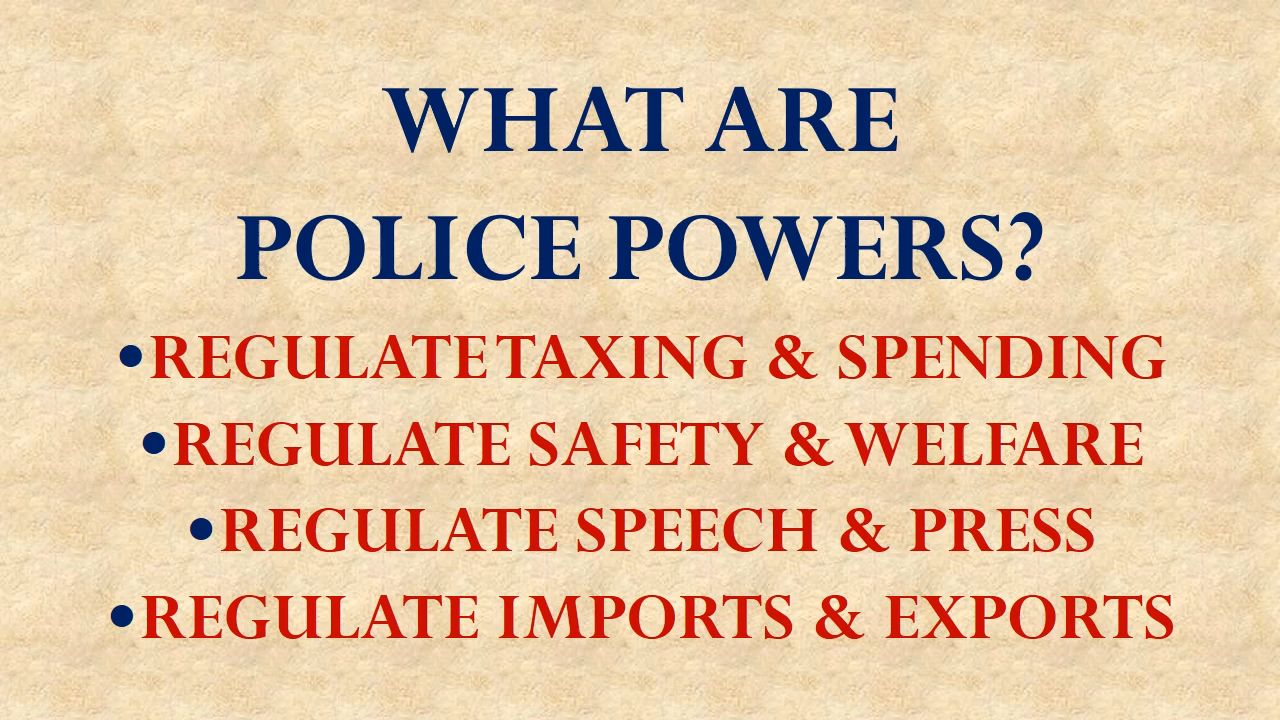 WHAT ARE
POLICE POWERS?
•REGULATE TAXING & SPENDING
•REGULATE SAFETY & WELFARE
•REGULATE SPEECH & PRESS
•REGULATE IMPORTS & EXPORTS